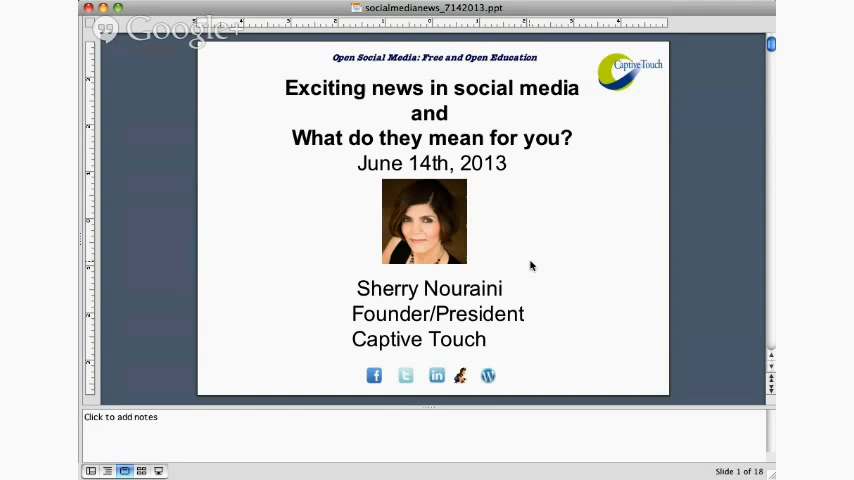 socialmedianews_7142013.ppt
Google+
Open Social Media: Free and Open Education
CaptiveTouch
Exciting news in social media
and
What do they mean for you?
June 14th, 2013
Sherry Nouraini
Founder/President
Captive Touch
Click to add notes
Slide 1 of 18